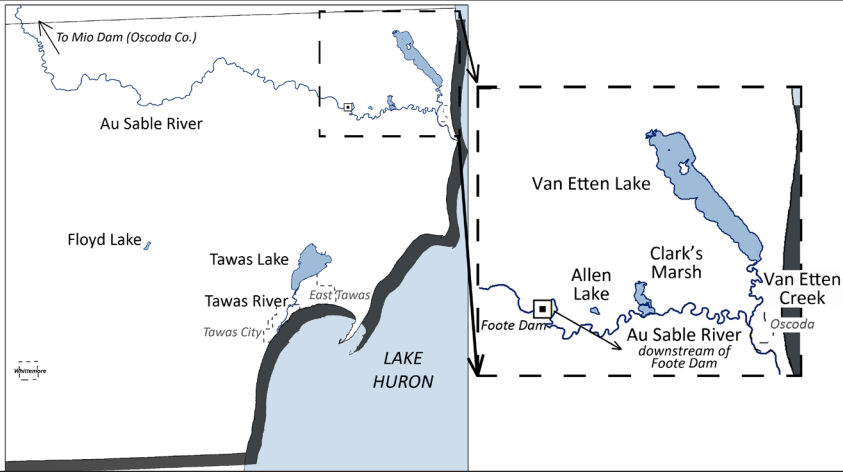 To Mio Dam (Oscoda Co.)
Au Sable River
Floyd Lake
Tawas Lake
Tawas River
East Tawas
Tawas City
Whittemore
LAKE
HURON
Van Etten Lake
Clark's
Marsh
Allen
Lake
Van Etten
Creek
Foote Dam
Oscoda
Au Sable River
downstream of
Foote Dam